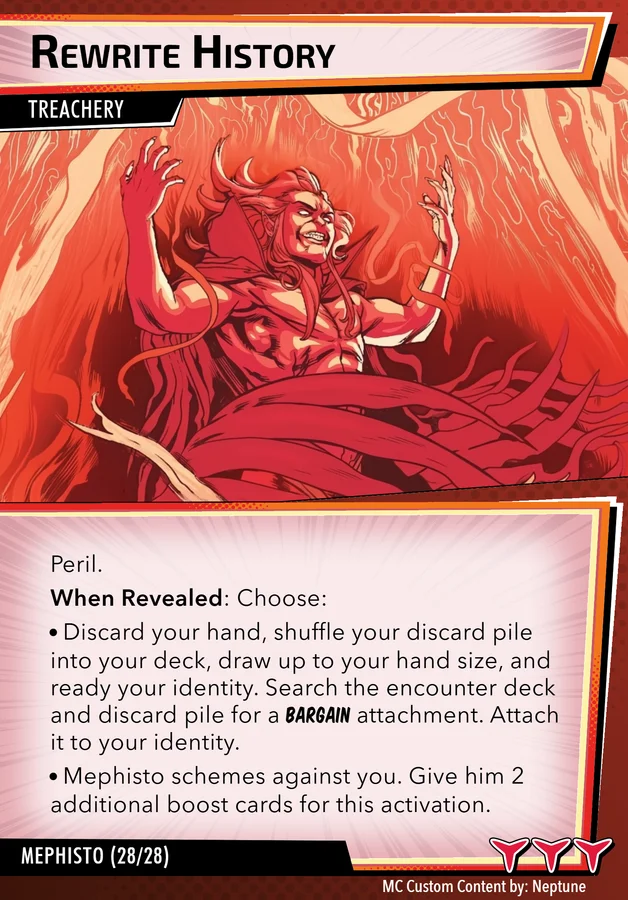 Rewrite History
TREACHERY
Peril.
When Revealed: Choose:
• Discard your hand, shuffle your discard pile
into your deck, draw up to your hand size, and
ready your identity. Search the encounter deck
and discard pile for a BARGAIN attachment. Attach
it to your identity.
• Mephisto schemes against you. Give him 2
additional boost cards for this activation.
MEPHISTO (28/28)
MC Custom Content by: Neptune